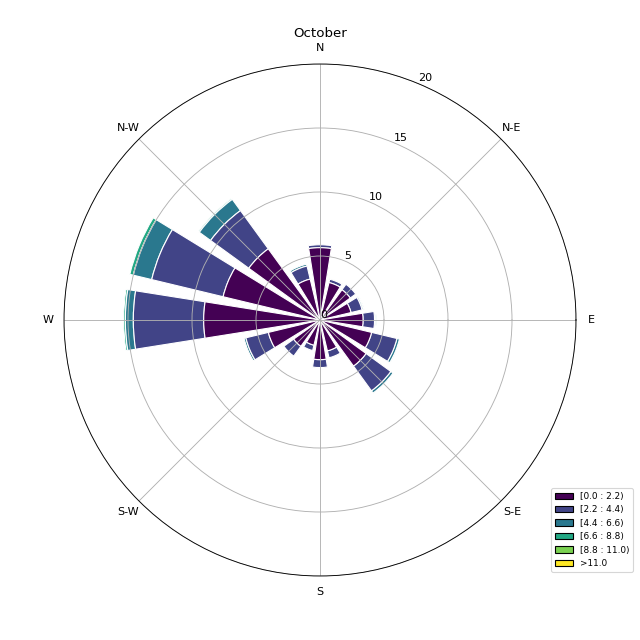 October
N
20
N-W
N-E
15
10
5
W
0
E
S-W
S-E
S
[0.0 : 2.2)
[2.2 : 4.4)
[4.4 : 6.6)
[6.6 : 8.8)
[8.8 : 11.0)
>11.0